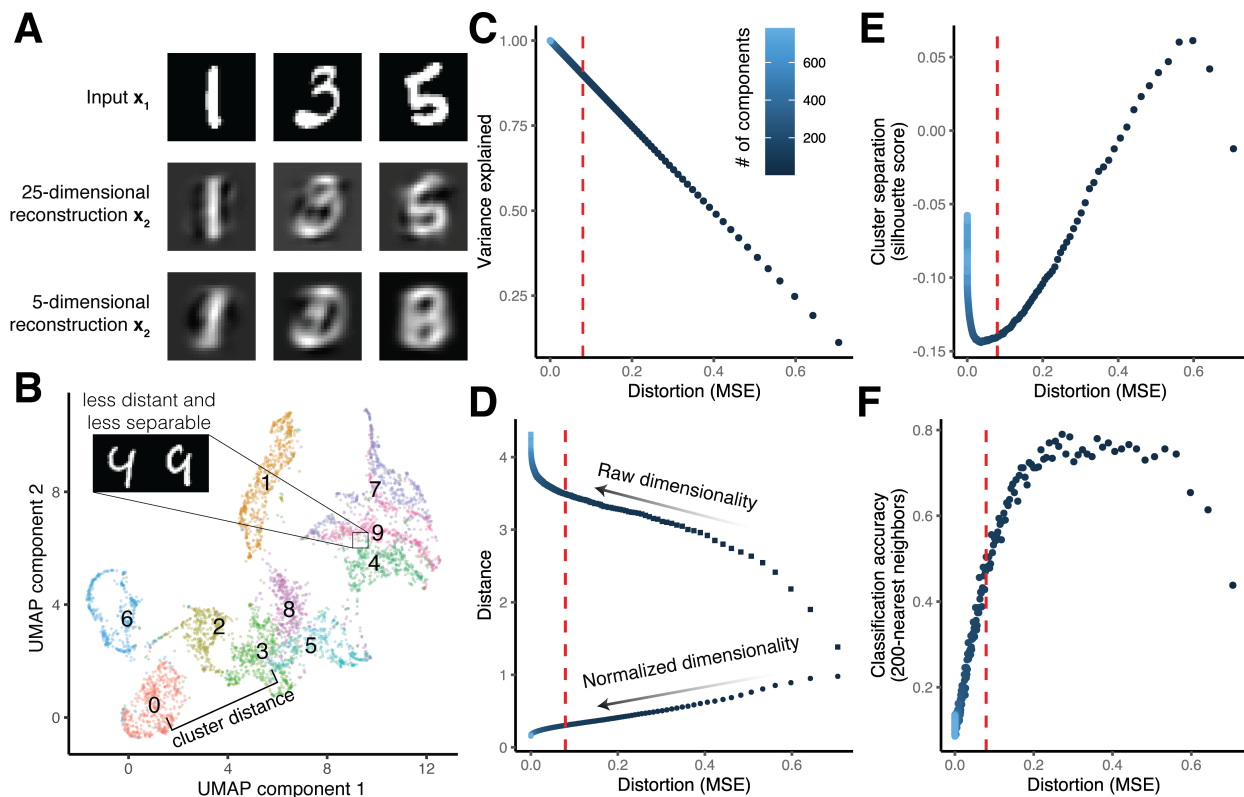 A
Input x1
25-dimensional
reconstruction x2
5-dimensional
reconstruction x2
B
less distant and
less separable
4 9
1
7
9
4
6
2
8
3
5
0
cluster distance
8
4
0
UMAP component 2
0 4 8 12
UMAP component 1
C
1.00
0.75
0.50
0.25
Variance explained
# of components
600
400
200
0.0 0.2 0.4 0.6
Distortion (MSE)
D
4
3
2
1
0
Distance
Raw dimensionality
Normalized dimensionality
0.0 0.2 0.4 0.6
Distortion (MSE)
E
0.05
0.00
-0.05
-0.10
-0.15
Cluster separation
(silhouette score)
0.0 0.2 0.4 0.6
Distortion (MSE)
F
0.8
0.6
0.4
0.2
Classification accuracy
(200-nearest neighbors)
0.0 0.2 0.4 0.6
Distortion (MSE)